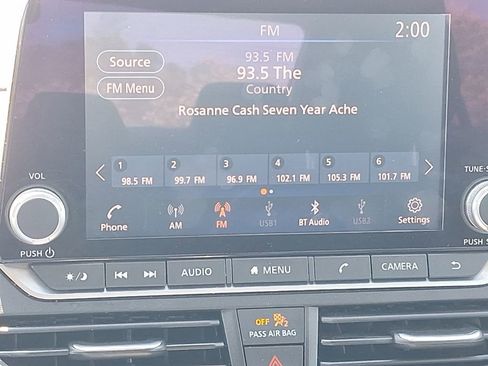 FM
2:00
Source
93.5 FM
93.5 The
FM Menu
Country
Rosanne Cash Seven Year Ache
1 2 3 4 5 6
98.5 FM 99.7 FM 96.9 FM 102.1 FM 105.3 FM 101.7 FM
VOL
TUNE
Phone AM FM USB1 BT Audio USB2 Settings
PUSH
PUSH
AUDIO MENU CAMERA
OFF 2
PASS AIR BAG